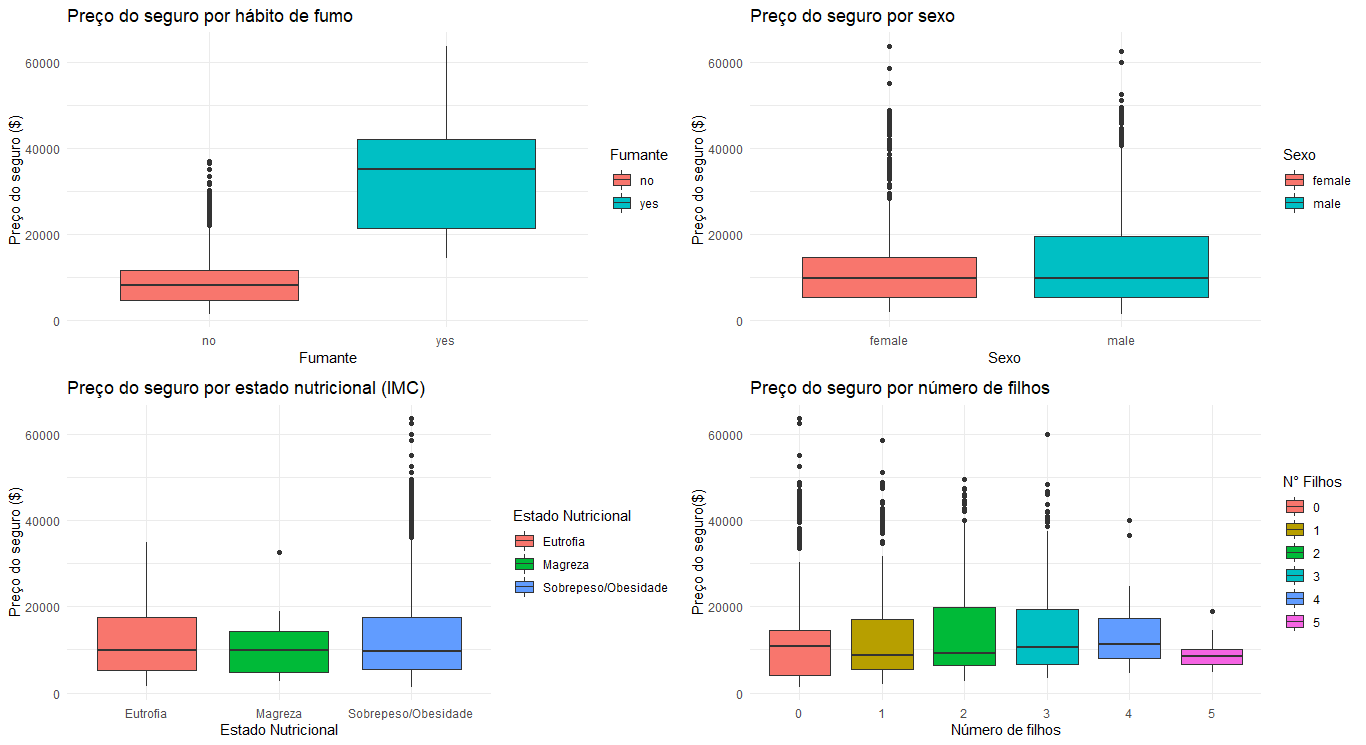 Preço do seguro por hábito de fumo
Preço do seguro ($)
60000
40000
20000
0
no
yes
Fumante
Fumante
no
yes
Preço do seguro por sexo
Preço do seguro ($)
60000
40000
20000
0
female
male
Sexo
Sexo
female
male
Preço do seguro por estado nutricional (IMC)
Preço do seguro ($)
60000
40000
20000
0
Eutrofia
Magreza
Sobrepeso/Obesidade
Estado Nutricional
Estado Nutricional
Eutrofia
Magreza
Sobrepeso/Obesidade
Preço do seguro por número de filhos
Preço do seguro($)
60000
40000
20000
0
0
1
2
3
4
5
Número de filhos
N° Filhos
0
1
2
3
4
5